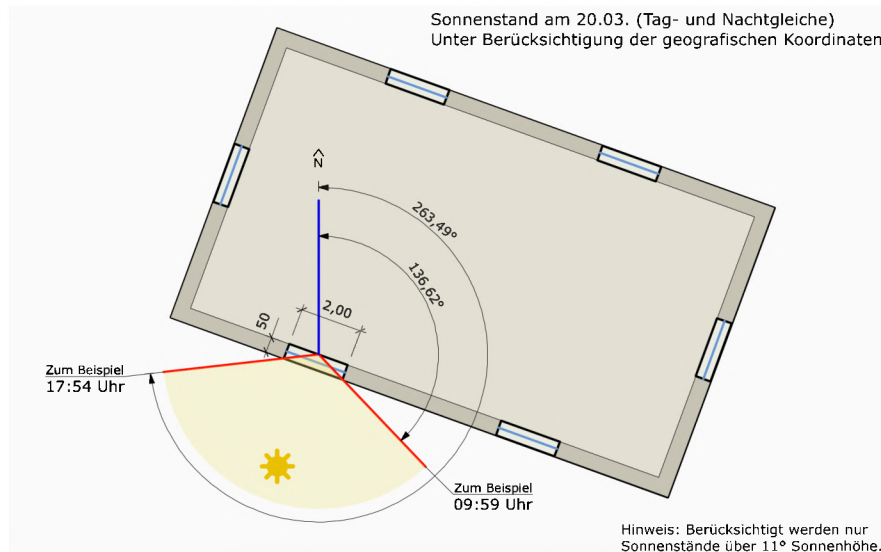 Sonnenstand am 20.03. (Tag- und Nachtgleiche)
Unter Berücksichtigung der geografischen Koordinaten
N
263,49°
136,62°
2,00
50
Zum Beispiel
17:54 Uhr
Zum Beispiel
09:59 Uhr
Hinweis: Berücksichtigt werden nur
Sonnenstände über 11° Sonnenhöhe.